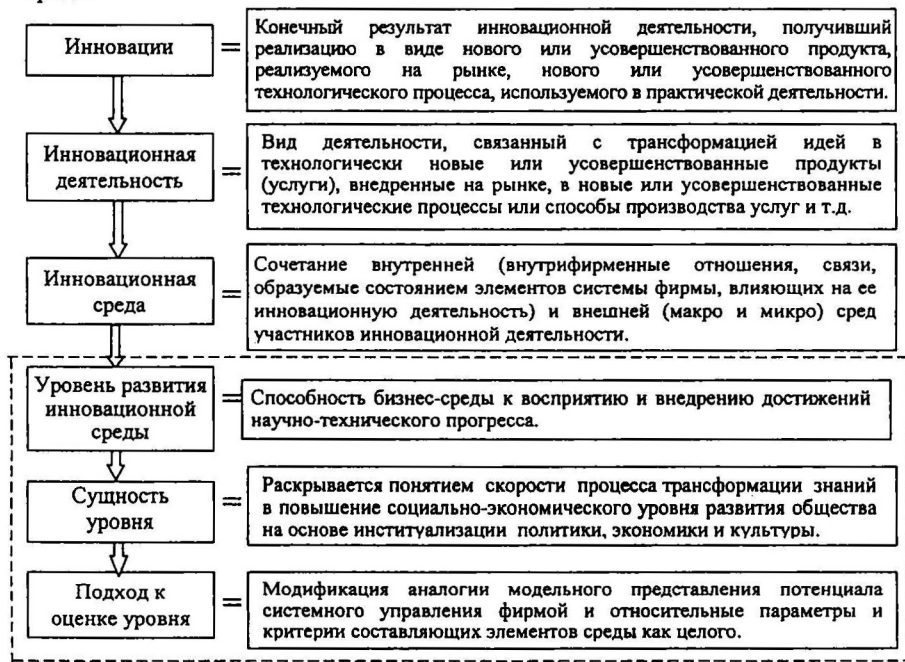 Инновации
=
Конечный результат инновационной деятельности, получивший
реализацию в виде нового или усовершенствованного продукта,
реализуемого на рынке, нового или усовершенствованного
технологического процесса, используемого в практической деятельности.
Инновационная
деятельность
=
Вид деятельности, связанный с трансформацией идей в
технологически новые или усовершенствованные продукты
(услуги), внедренные на рынке, в новые или усовершенствованные
технологические процессы или способы производства услуг и т.д.
Инновационная
среда
=
Сочетание внутренней (внутрифирменные отношения, связи,
образуемые состоянием элементов системы фирмы, влияющих на ее
инновационную деятельность) и внешней (макро и микро) сред
участников инновационной деятельности.
Уровень развития
инновационной
среды
=
Способность бизнес-среды к восприятию и внедрению достижений
научно-технического прогресса.
Сущность
уровня
=
Раскрывается понятием скорости процесса трансформации знаний
в повышение социально-экономического уровня развития общества
на основе институализации политики, экономики и культуры.
Подход к
оценке уровня
=
Модификация аналогии модельного представления потенциала
системного управления фирмой и относительные параметры и
критерии составляющих элементов среды как целого.